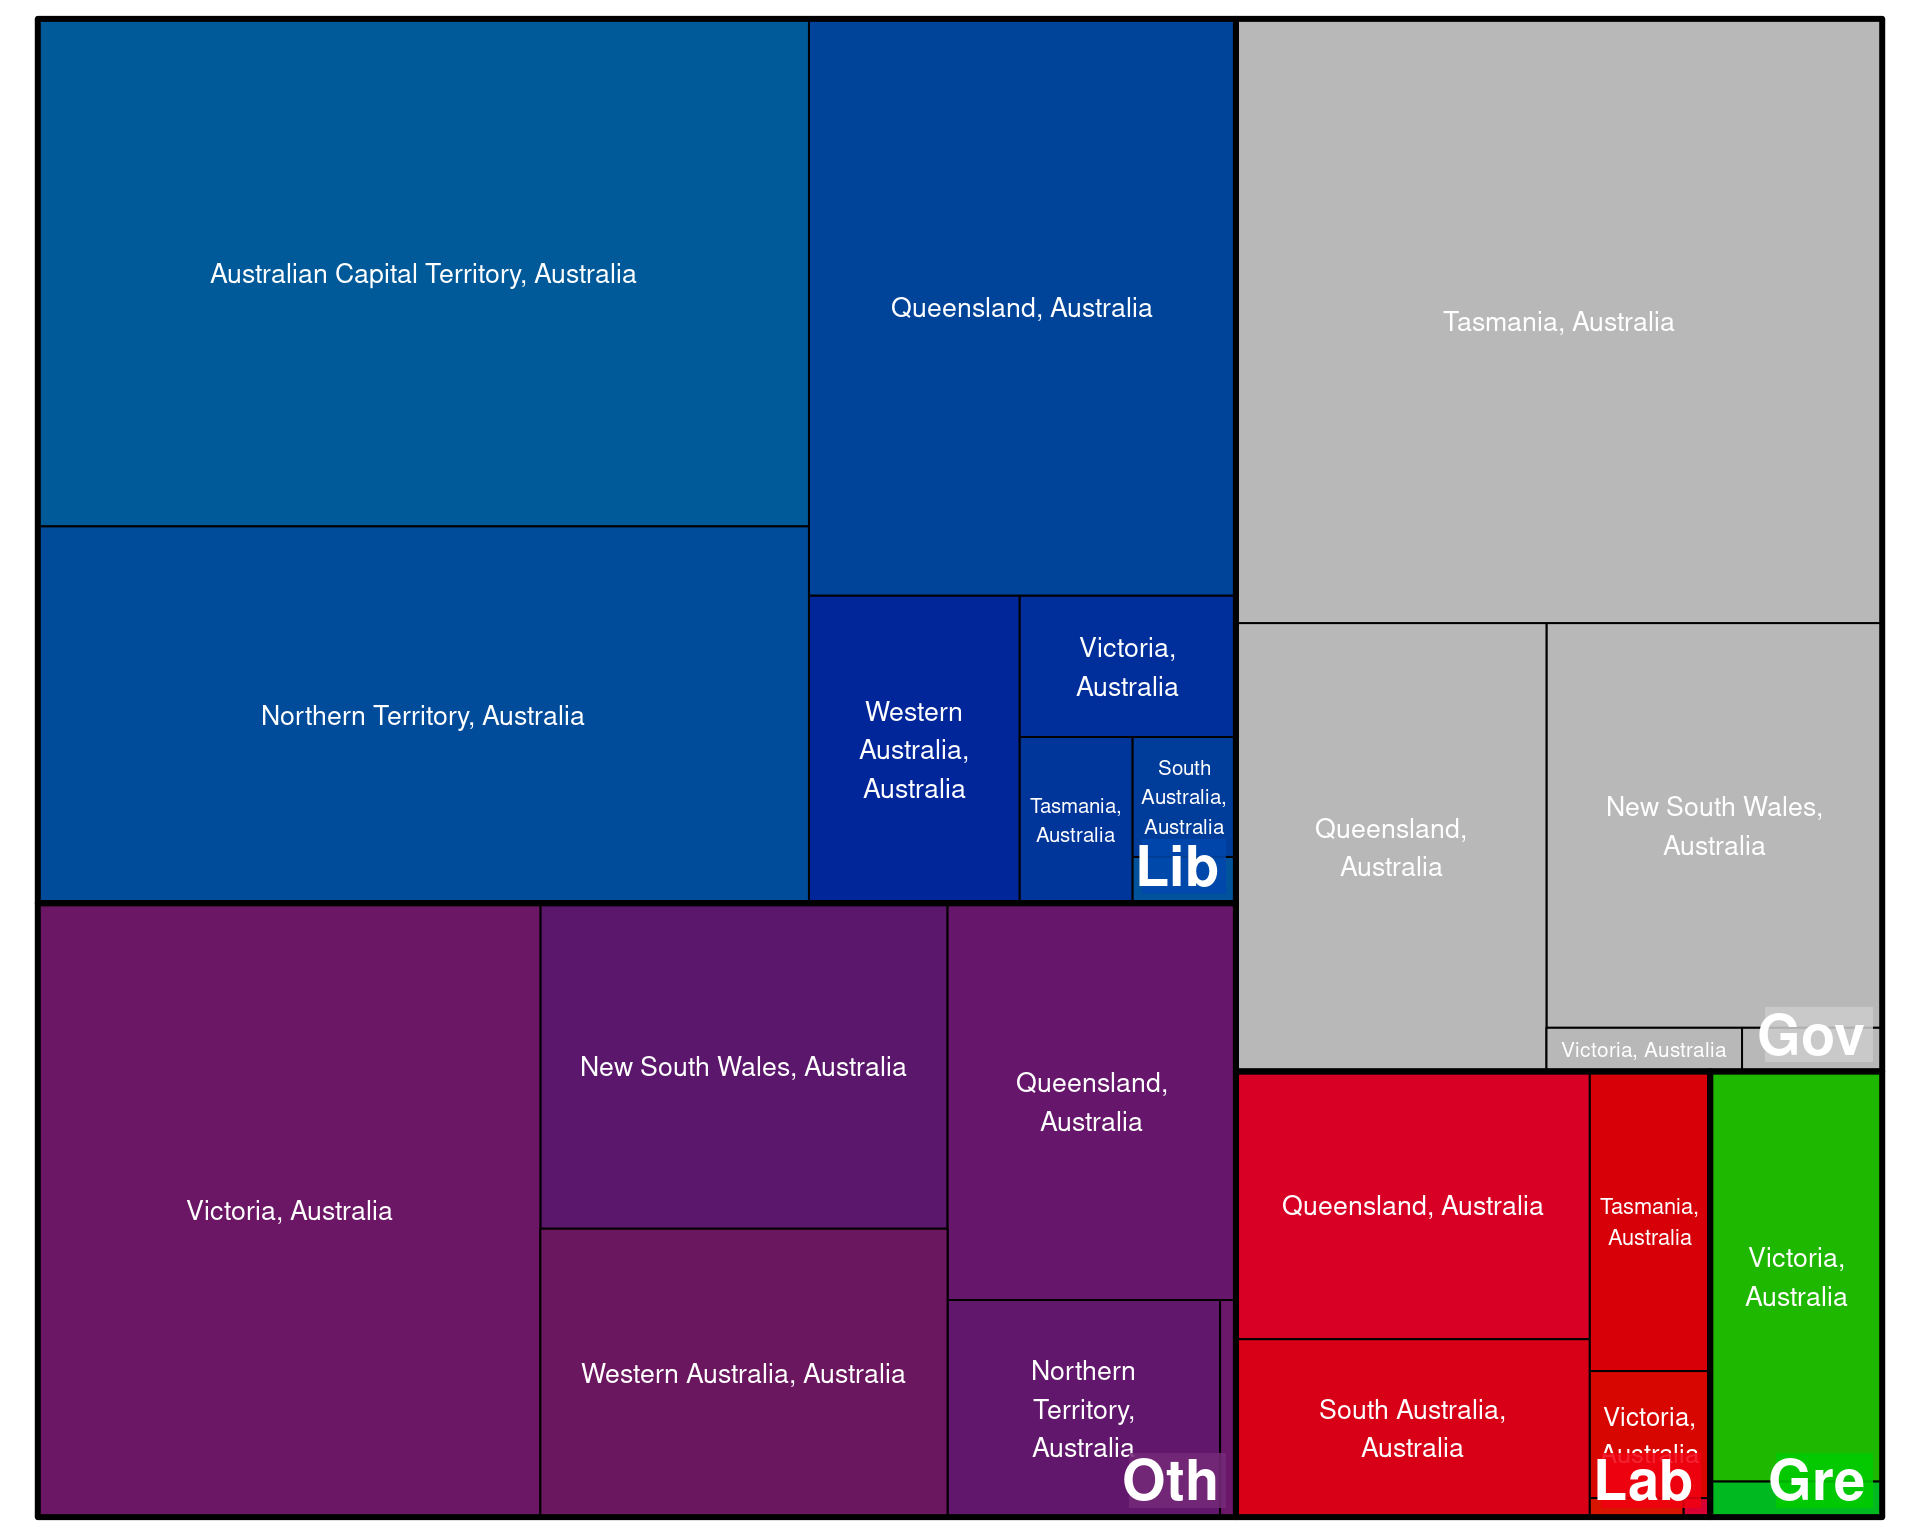 Australian Capital Territory, Australia
Northern Territory, Australia
Queensland, Australia
Western
Australia,
Australia
Victoria,
Australia
Tasmania,
Australia
South
Australia,
Australia
Lib
Tasmania, Australia
Queensland,
Australia
New South Wales,
Australia
Victoria, Australia
Gov
Victoria, Australia
New South Wales, Australia
Western Australia, Australia
Queensland,
Australia
Northern
Territory,
Australia
Oth
Queensland, Australia
South Australia,
Australia
Tasmania,
Australia
Victoria,
Australia
Lab
Victoria,
Australia
Gre